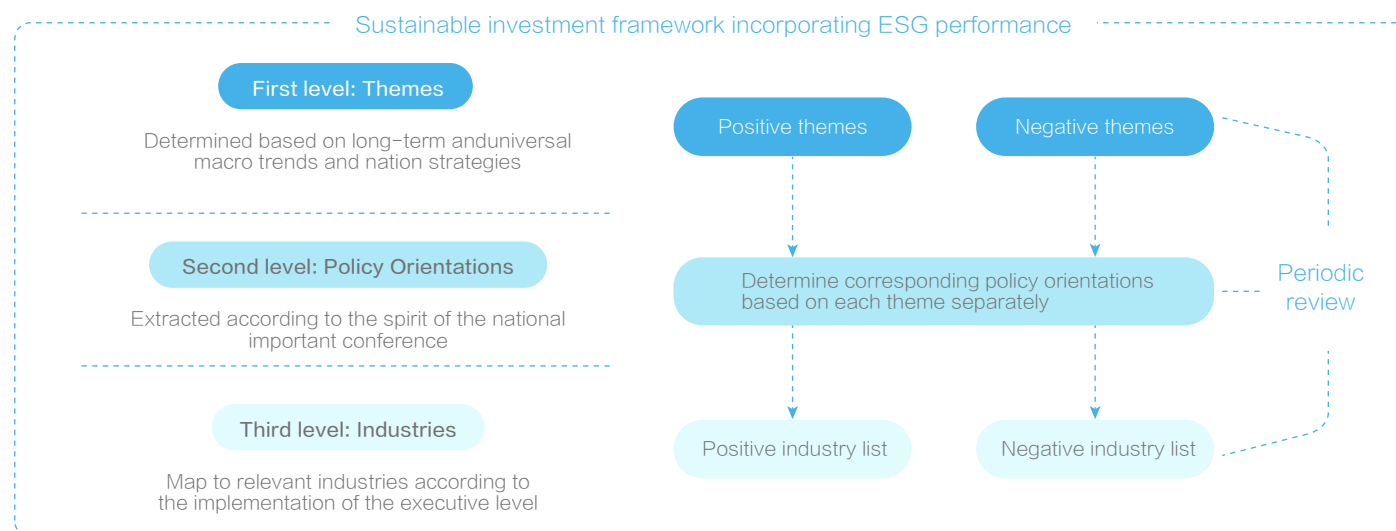 Sustainable investment framework incorporating ESG performance
First level: Themes
Determined based on long-term anduniversal
macro trends and nation strategies
Second level: Policy Orientations
Extracted according to the spirit of the national
important conference
Third level: Industries
Map to relevant industries according to
the implementation of the executive level
Positive themes
Negative themes
Determine corresponding policy orientations
based on each theme separately
Positive industry list
Negative industry list
Periodic
review